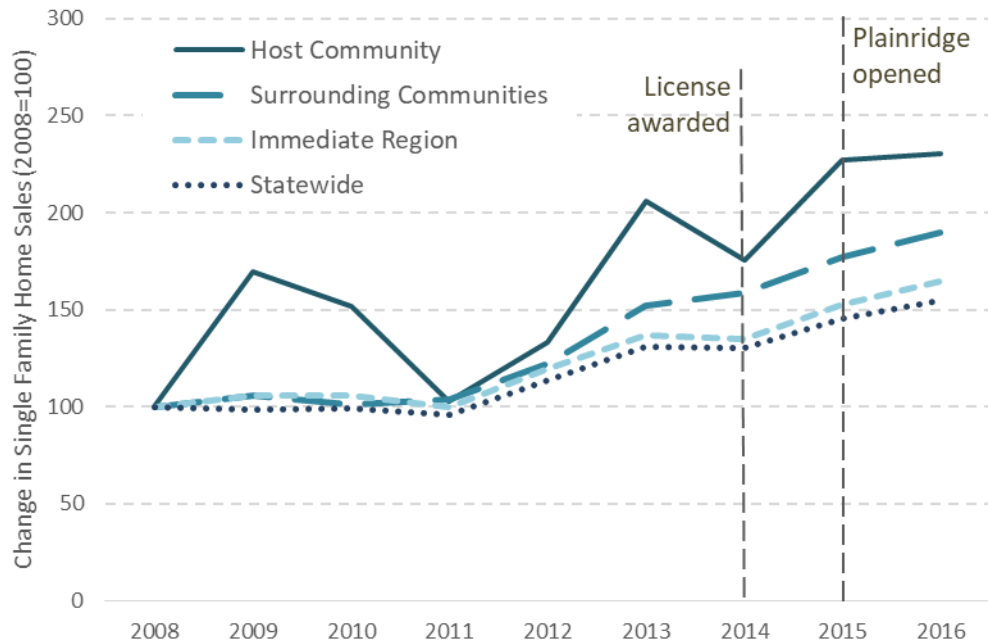 Change in Single Family Home Sales (2008=100)
300
250
200
150
100
50
0
Host Community
Surrounding Communities
Immediate Region
Statewide
License
awarded
Plainridge
opened
2008 2009 2010 2011 2012 2013 2014 2015 2016